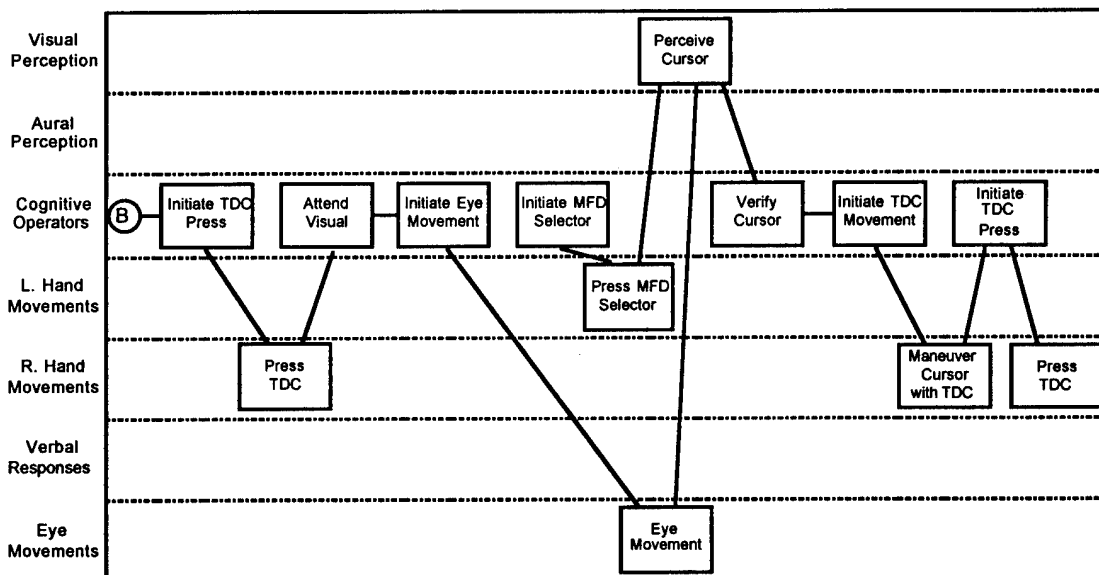 Visual
Perception
Perceive
Cursor
Aural
Perception
Cognitive
Operators
B
Initiate TDC
Press
Attend
Visual
Initiate Eye
Movement
Initiate MFD
Selector
Verify
Cursor
Initiate TDC
Movement
Initiate
TDC
Press
L. Hand
Movements
Press MFD
Selector
R. Hand
Movements
Press
TDC
Maneuver
Cursor
with TDC
Press
TDC
Verbal
Responses
Eye
Movements
Eye
Movement